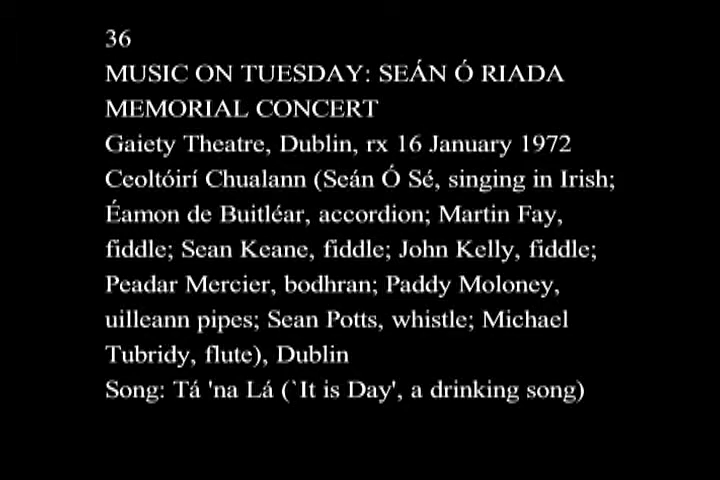 36
MUSIC ON TUESDAY: SEÁN Ó RIADA
MEMORIAL CONCERT
Gaiety Theatre, Dublin, rx 16 January 1972
Ceoltóirí Chualann (Seán Ó Sé, singing in Irish;
Éamon de Buitléar, accordion; Martin Fay,
fiddle; Sean Keane, fiddle; John Kelly, fiddle;
Peadar Mercier, bodhran; Paddy Moloney,
uilleann pipes; Sean Potts, whistle; Michael
Tubridy, flute), Dublin
Song: Tá 'na Lá (`It is Day', a drinking song)